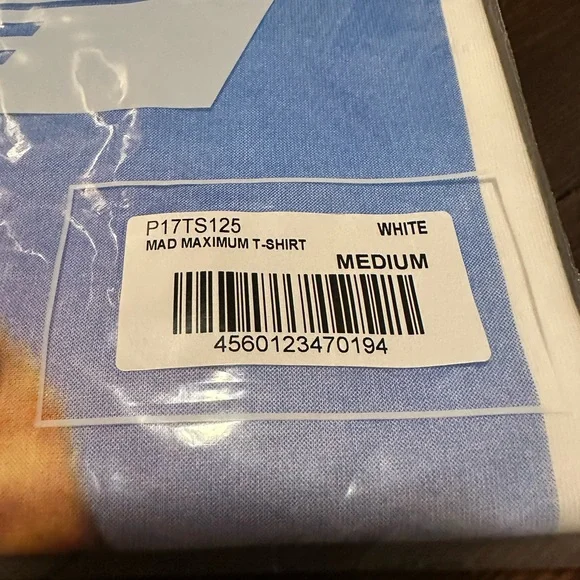 P17TS125 WHITE
MAD MAXIMUM T-SHIRT
MEDIUM
4560123470194